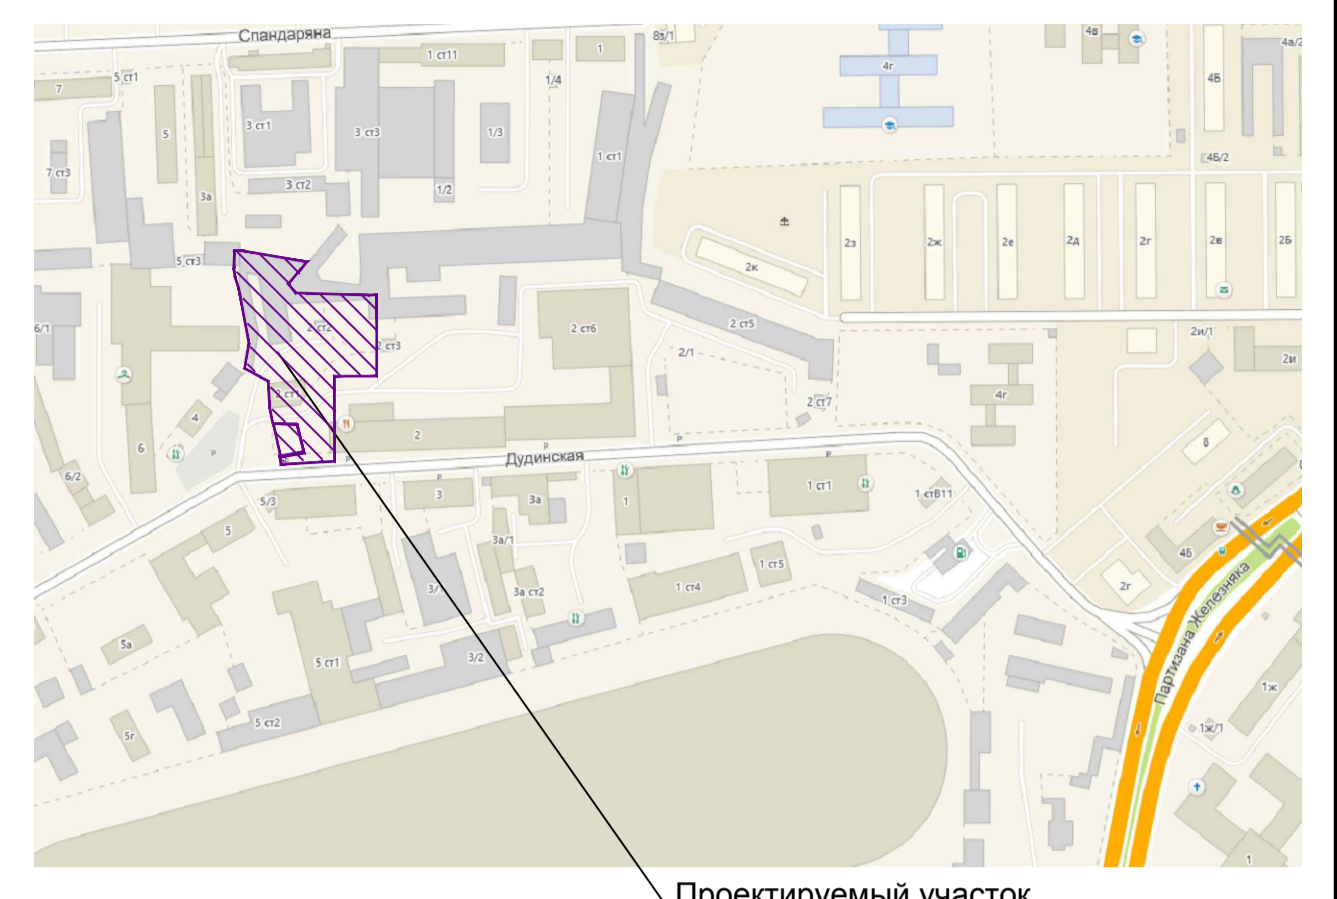 Спандаряна
8з/1
4в
4а/2
1 ст11
1
4г
4Б
7
5 ст1
1/4
5
3 ст1
3 ст3
1/3
1 ст1
4Б/2
7 ст3
3 ст2
1/2
3а
2з
2ж
2е
2д
2г
2в
2Б
5 ст3
2к
6/1
2 ст2
2 ст3
2 ст6
2 ст5
2/1
2и/1
2и
2 ст1
2 ст7
4г
4
2
Р
Р
6
Р
Р
Р
Дудинская
Р
8
6/2
5/3
3
3а
1
1 ст1
1 стВ11
5
3а/1
4Б
1 ст5
3/1
3а ст2
1 ст4
1 ст3
2г
Партизана Железняка
5а
5 ст1
3/2
1ж
5 ст2
5г
1ж/1
1
Проектируемый участок